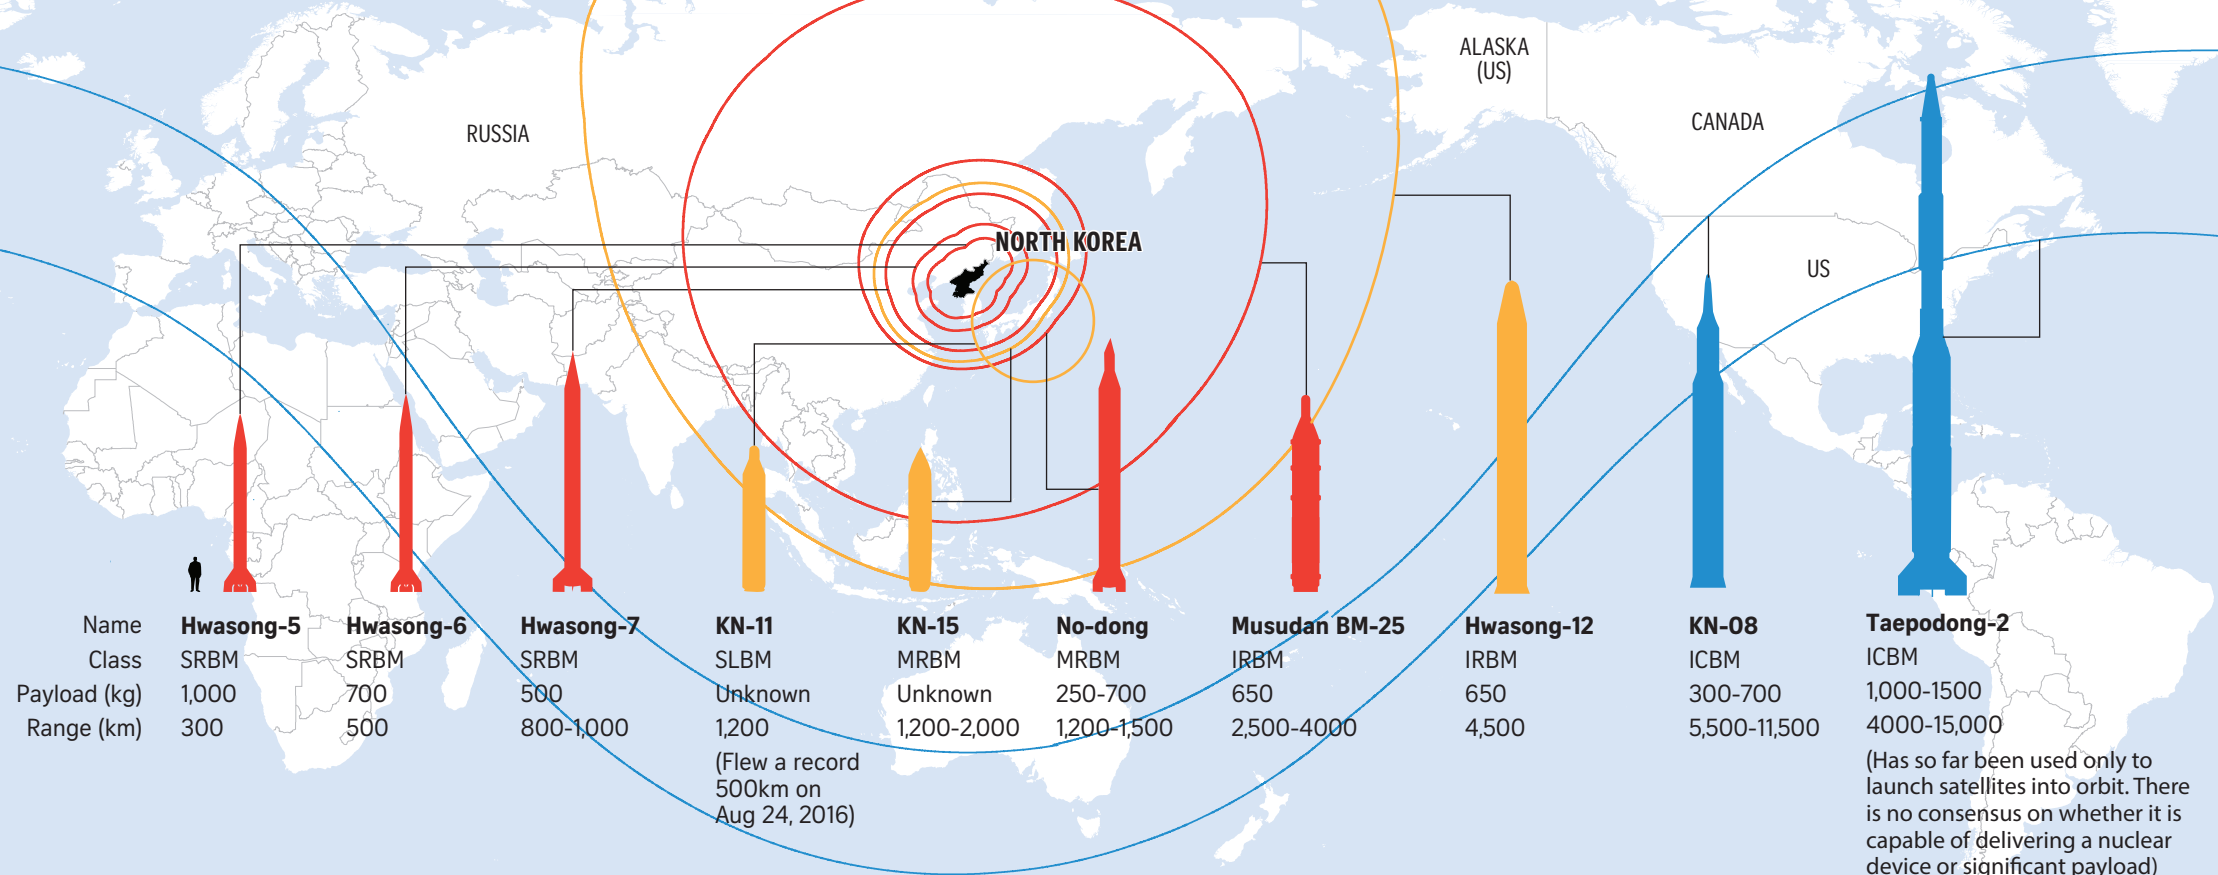 ALASKA
(US)
CANADA
RUSSIA
NORTH KOREA
US
Name Hwasong-5 Hwasong-6 Hwasong-7 KN-11 KN-15 No-dong Musudan BM-25 Hwasong-12 KN-08 Taepodong-2
Class SRBM SRBM SRBM SLBM MRBM MRBM IRBM IRBM ICBM ICBM
Payload (kg) 1,000 700 500 Unknown Unknown 250-700 650 650 300-700 1,000-1500
Range (km) 300 500 800-1,000 1,200 1,200-2,000 1,200-1,500 2,500-4000 4,500 5,500-11,500 4000-15,000
(Flew a record
500km on
Aug 24, 2016)
(Has so far been used only to
launch satellites into orbit. There
is no consensus on whether it is
capable of delivering a nuclear
device or significant payload)